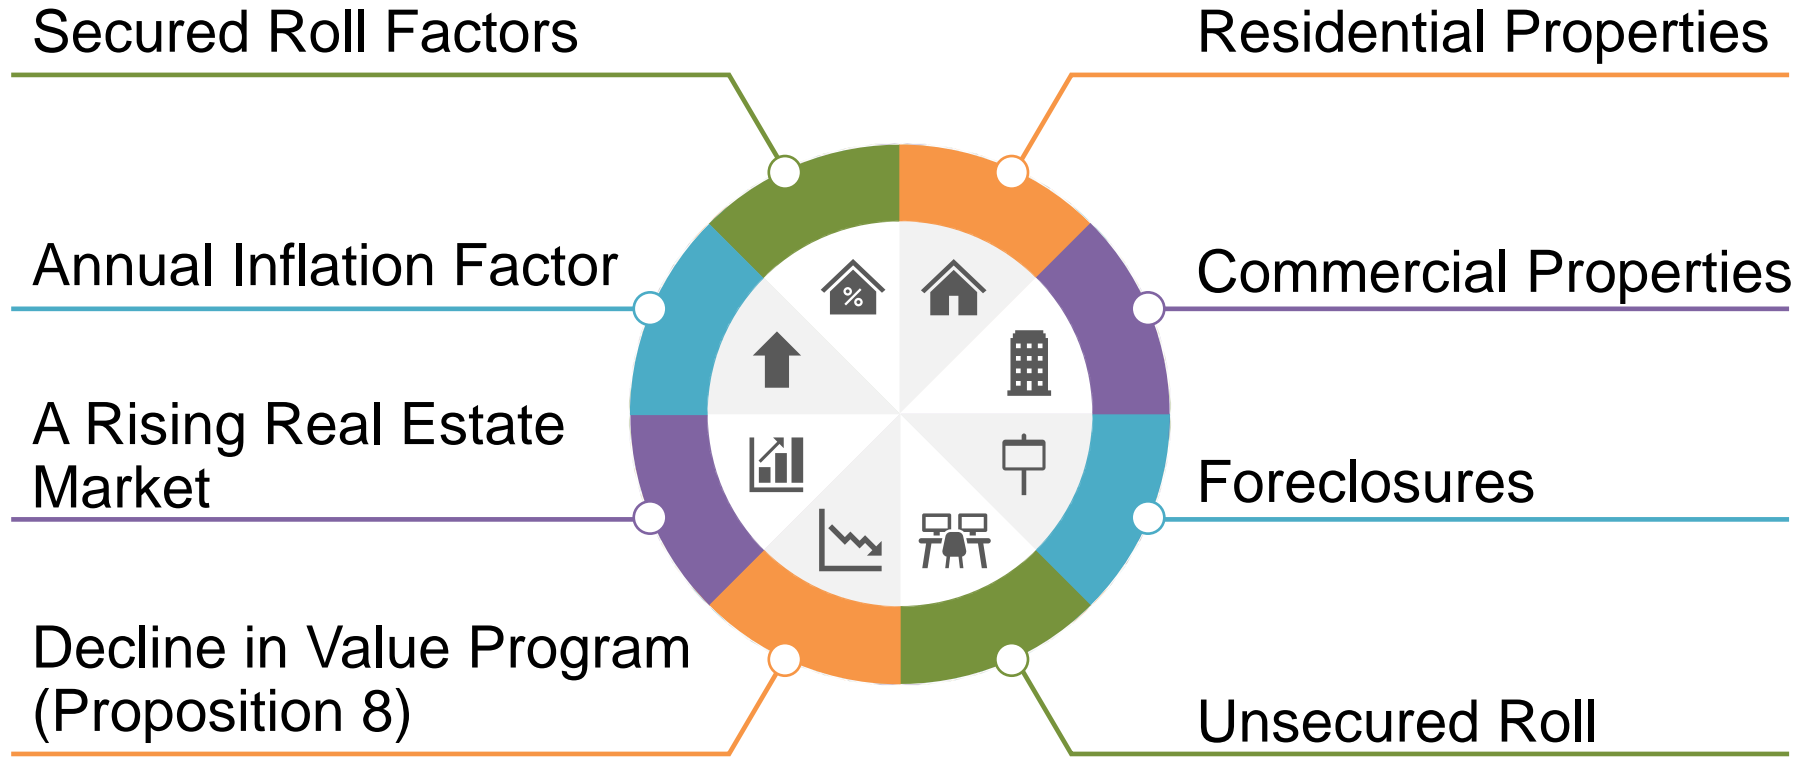 Secured Roll Factors
Annual Inflation Factor
A Rising Real Estate
Market
Decline in Value Program
(Proposition 8)
Residential Properties
Commercial Properties
Foreclosures
Unsecured Roll
%